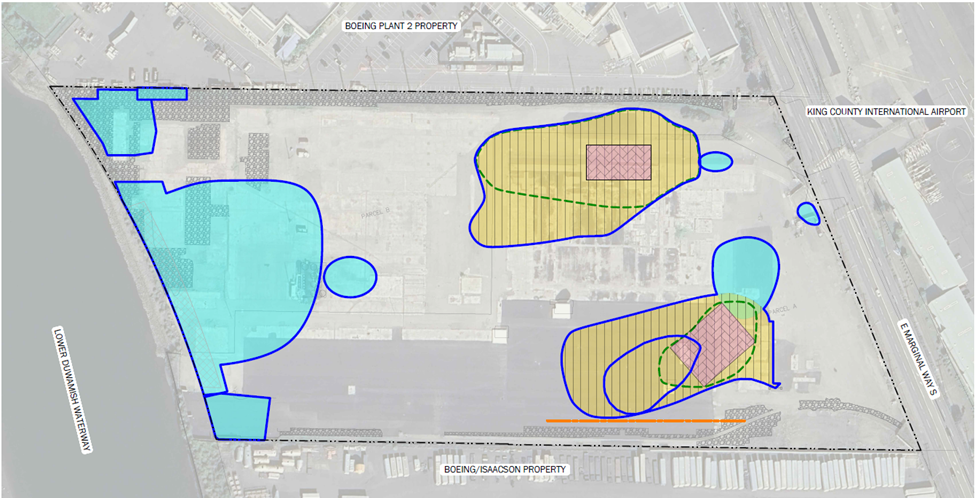 BOEING PLANT 2 PROPERTY
KING COUNTY INTERNATIONAL AIRPORT
LOWER DUWAMISH WATERWAY
E MARGINAL WAY S
BOEING/ISAACSON PROPERTY